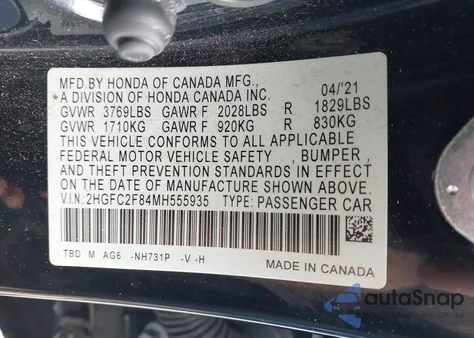 MFD.BY HONDA OF CANADA MFG., 04/'21
A DIVISION OF HONDA CANADA INC.
GVWR 3769LBS GAWR F 2028LBS R 1829LBS
GVWR 1710KG GAWR F 920KG R 830KG
THIS VEHICLE CONFORMS TO ALL APPLICABLE
FEDERAL MOTOR VEHICLE SAFETY , BUMPER ,
AND THEFT PREVENTION STANDARDS IN EFFECT
ON THE DATE OF MANUFACTURE SHOWN ABOVE.
V.I.N: 2HGFC2F84MH555935 TYPE: PASSENGER CAR
TBD M AG6 -NH731P -V -H
MADE IN CANADA
autoSnap